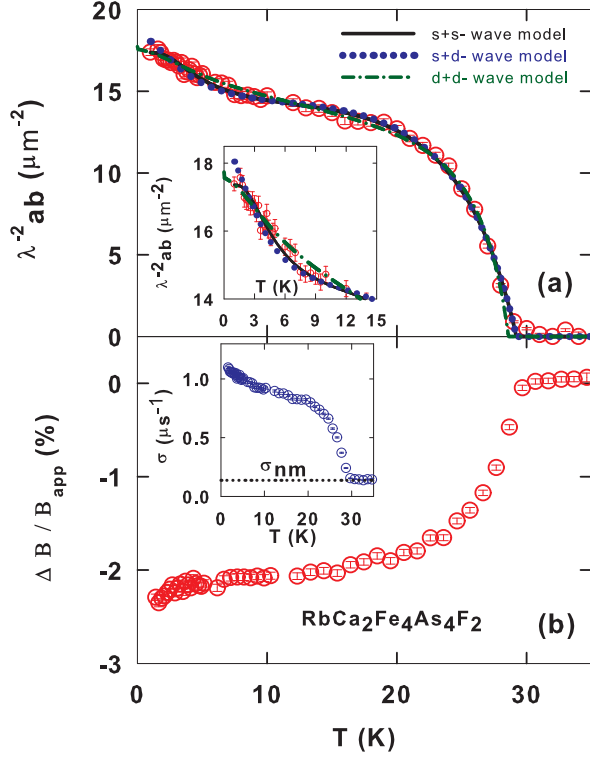 20
s+s- wave model
s+d- wave model
d+d- wave model
15
λ⁻²ab (μm⁻²)
10
5
0
18
16
14
λ⁻²ab (μm⁻²)
T (K)
0 3 6 9 12 15
(a)
0
-1
-2
-3
Δ B / Bapp (%)
1.0
0.5
0.0
σ (μs⁻¹)
σnm
0 10 20 30
T (K)
RbCa₂Fe₄As₄F₂ (b)
0 10 20 30
T (K)